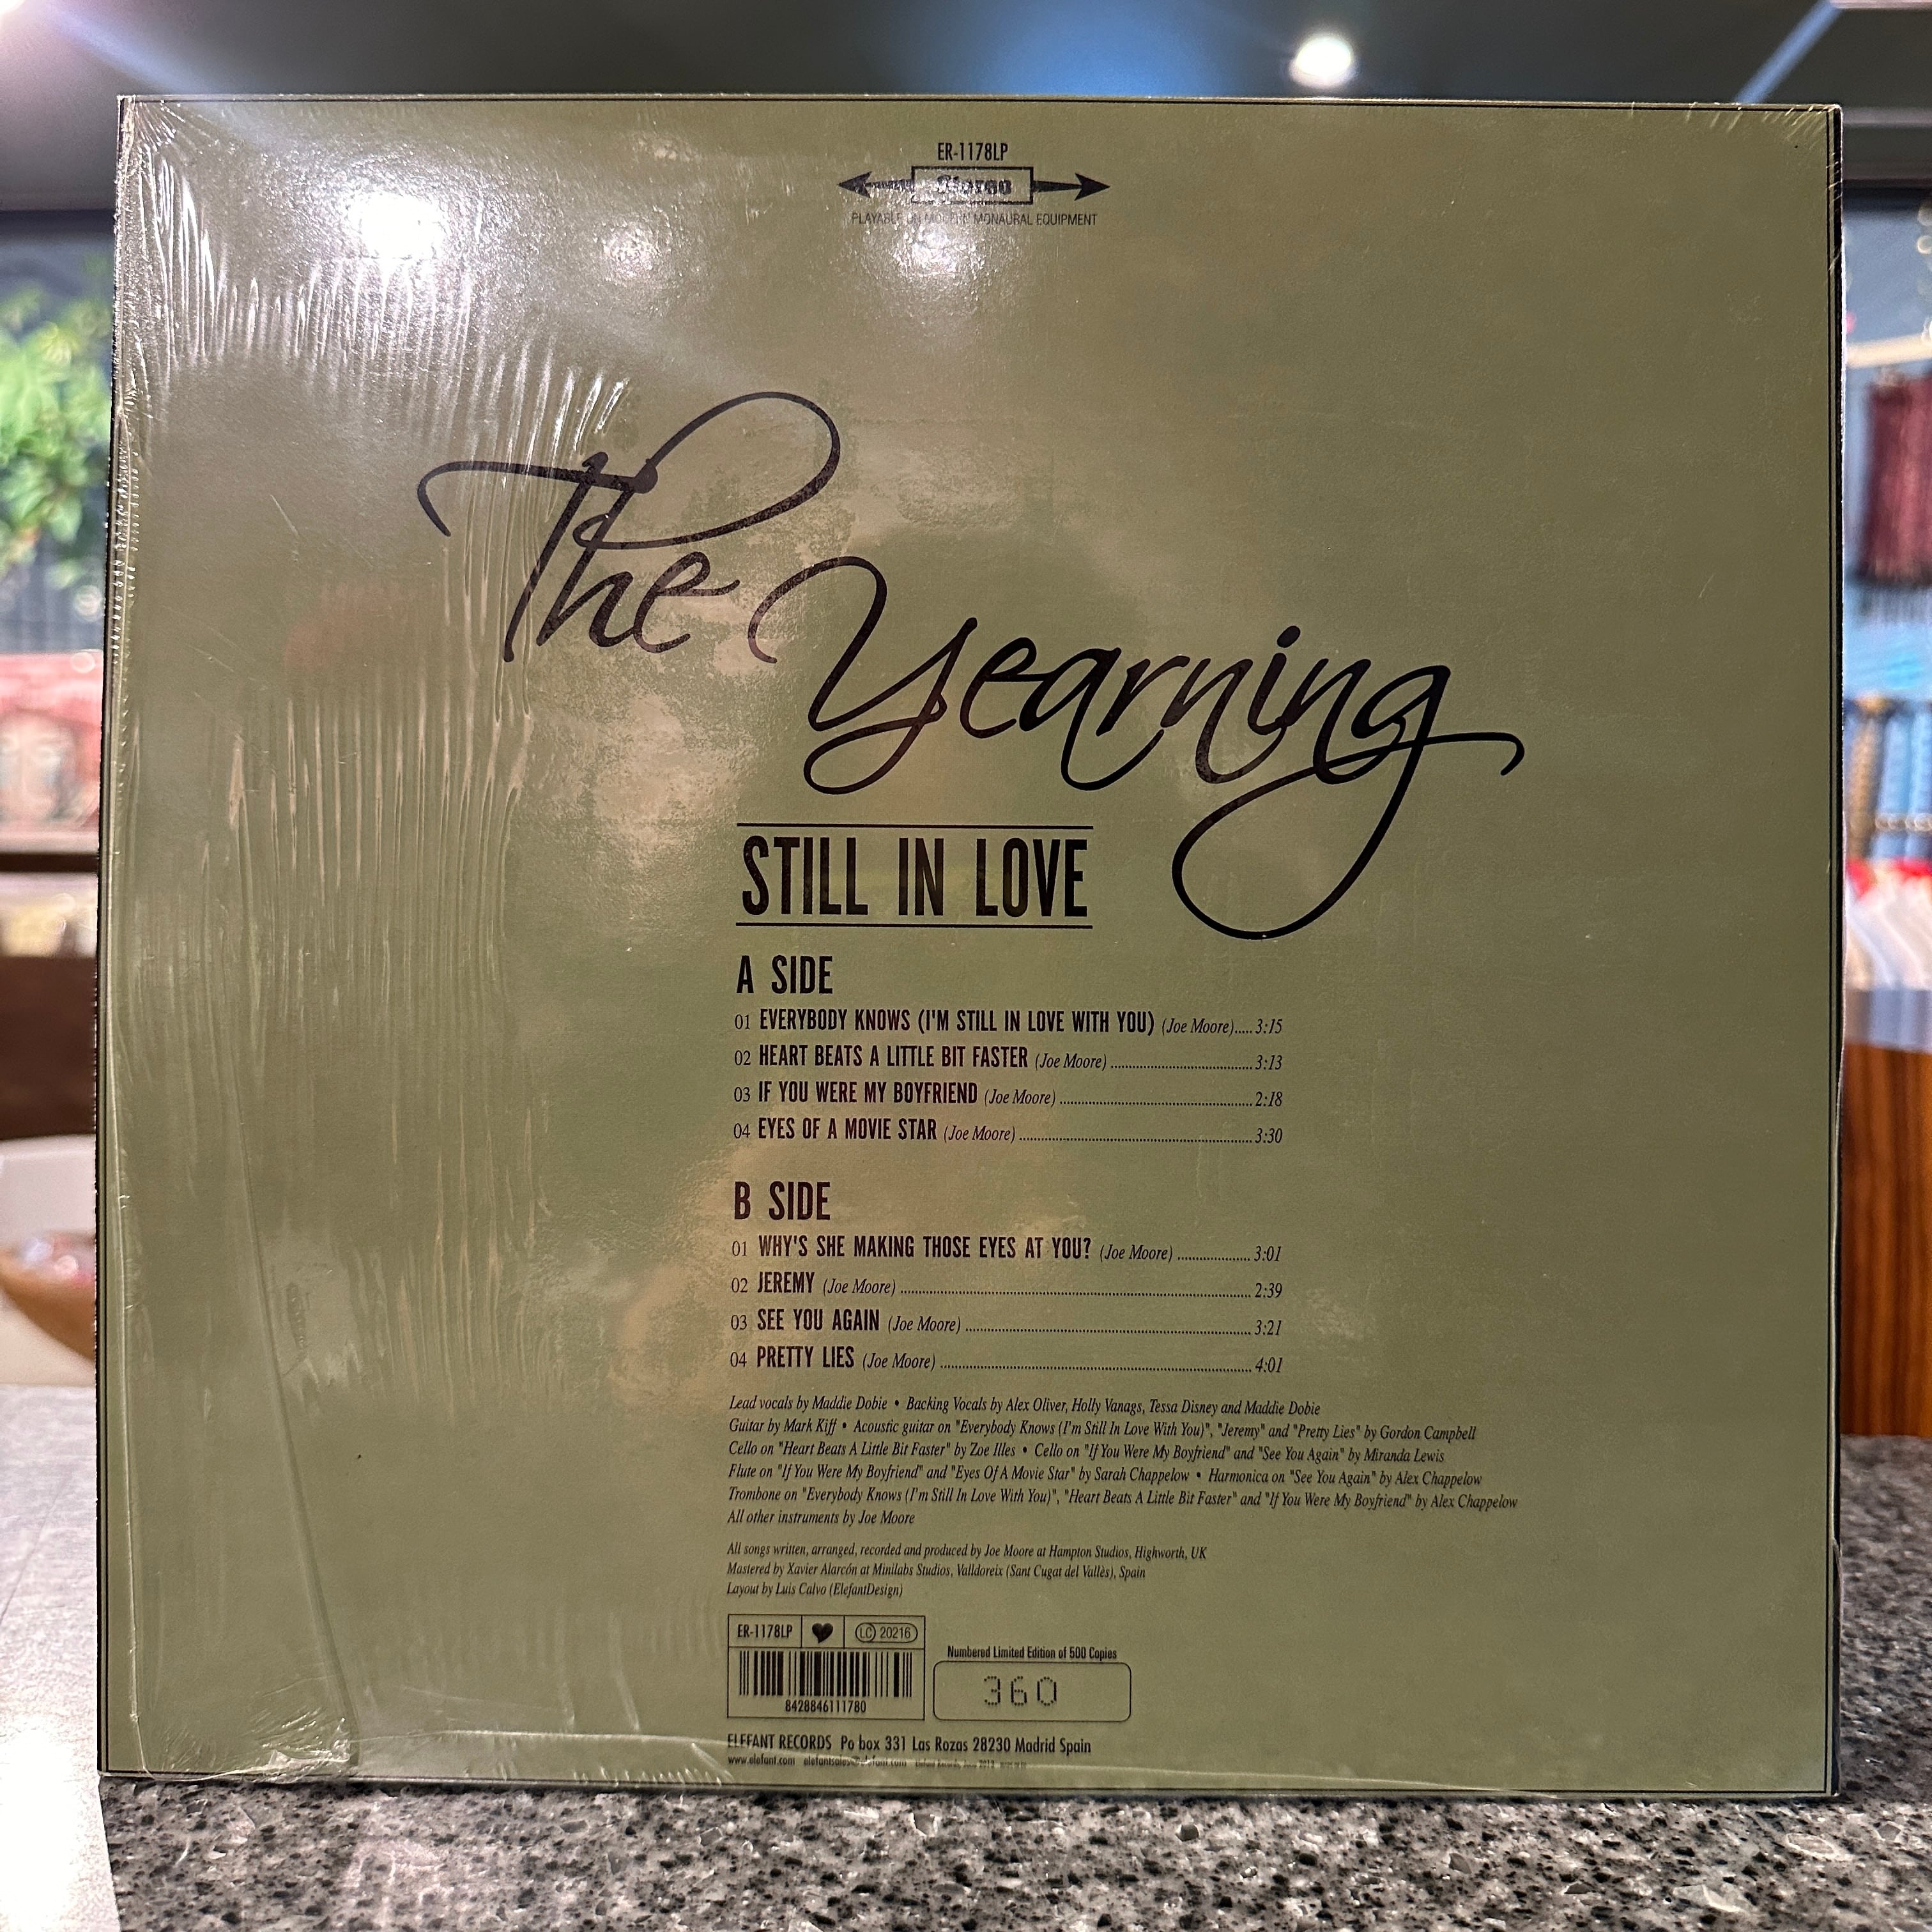 ER-1178LP
Stereo
PLAYABLE ON MODERN MONAURAL EQUIPMENT
The Yearning
STILL IN LOVE
A SIDE
01 EVERYBODY KNOWS (I'M STILL IN LOVE WITH YOU) (Joe Moore).....3:15
02 HEART BEATS A LITTLE BIT FASTER (Joe Moore) ..... 3:13
03 IF YOU WERE MY BOYFRIEND (Joe Moore) ..... 2:18
04 EYES OF A MOVIE STAR (Joe Moore) ..... 3:30
B SIDE
01 WHY'S SHE MAKING THOSE EYES AT YOU? (Joe Moore) ..... 3:01
02 JEREMY (Joe Moore) ..... 2:39
03 SEE YOU AGAIN (Joe Moore) ..... 3:21
04 PRETTY LIES (Joe Moore) ..... 4:01
Lead vocals by Maddie Dobie • Backing Vocals by Alex Oliver, Holly Vanags, Tessa Disney and Maddie Dobie
Guitar by Mark Kiff • Acoustic guitar on "Everybody Knows (I'm Still In Love With You)", "Jeremy" and "Pretty Lies" by Gordon Campbell
Cello on "Heart Beats A Little Bit Faster" by Zoe Illes • Cello on "If You Were My Boyfriend" and "See You Again" by Miranda Lewis
Flute on "If You Were My Boyfriend" and "Eyes Of A Movie Star" by Sarah Chappelow • Harmonica on "See You Again" by Alex Chappelow
Trombone on "Everybody Knows (I'm Still In Love With You)", "Heart Beats A Little Bit Faster" and "If You Were My Boyfriend" by Alex Chappelow
All other instruments by Joe Moore
All songs written, arranged, recorded and produced by Joe Moore at Hampton Studios, Highworth, UK
Mastered by Xavier Alarcón at Minilabs Studios, Valldoreix (Sant Cugat del Vallès), Spain
Layout by Luis Calvo (ElefantDesign)
ER-1178LP LC 20216
8428846111780
Numbered Limited Edition of 500 Copies
360
ELEFANT RECORDS Po box 331 Las Rozas 28230 Madrid Spain
www.elefant.com elefantsales@elefant.com